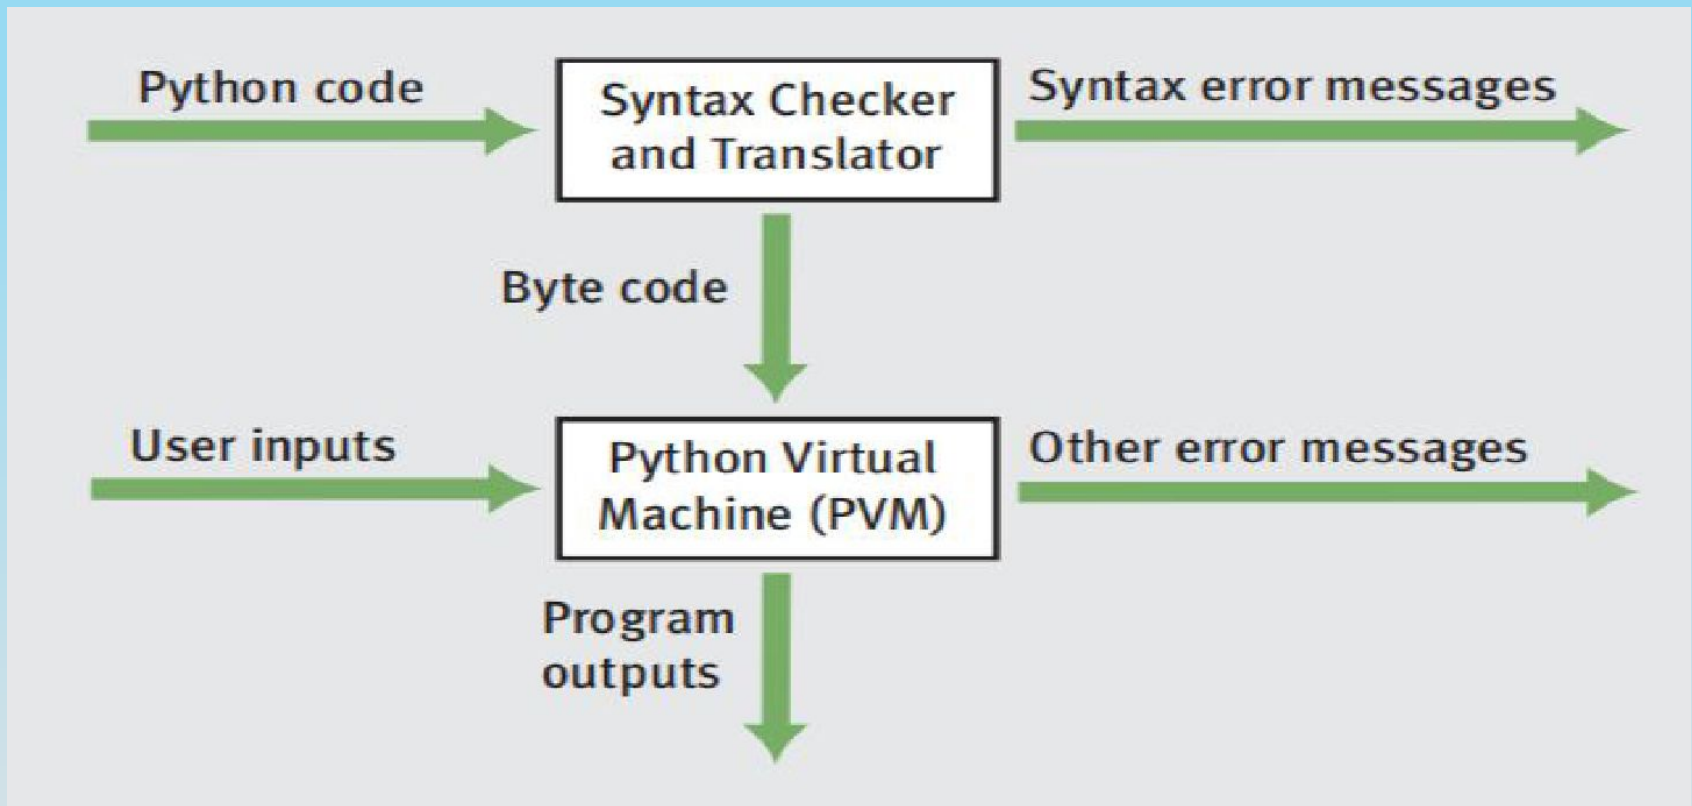 Python code
Syntax Checker
and Translator
Syntax error messages
Byte code
User inputs
Python Virtual
Machine (PVM)
Other error messages
Program
outputs